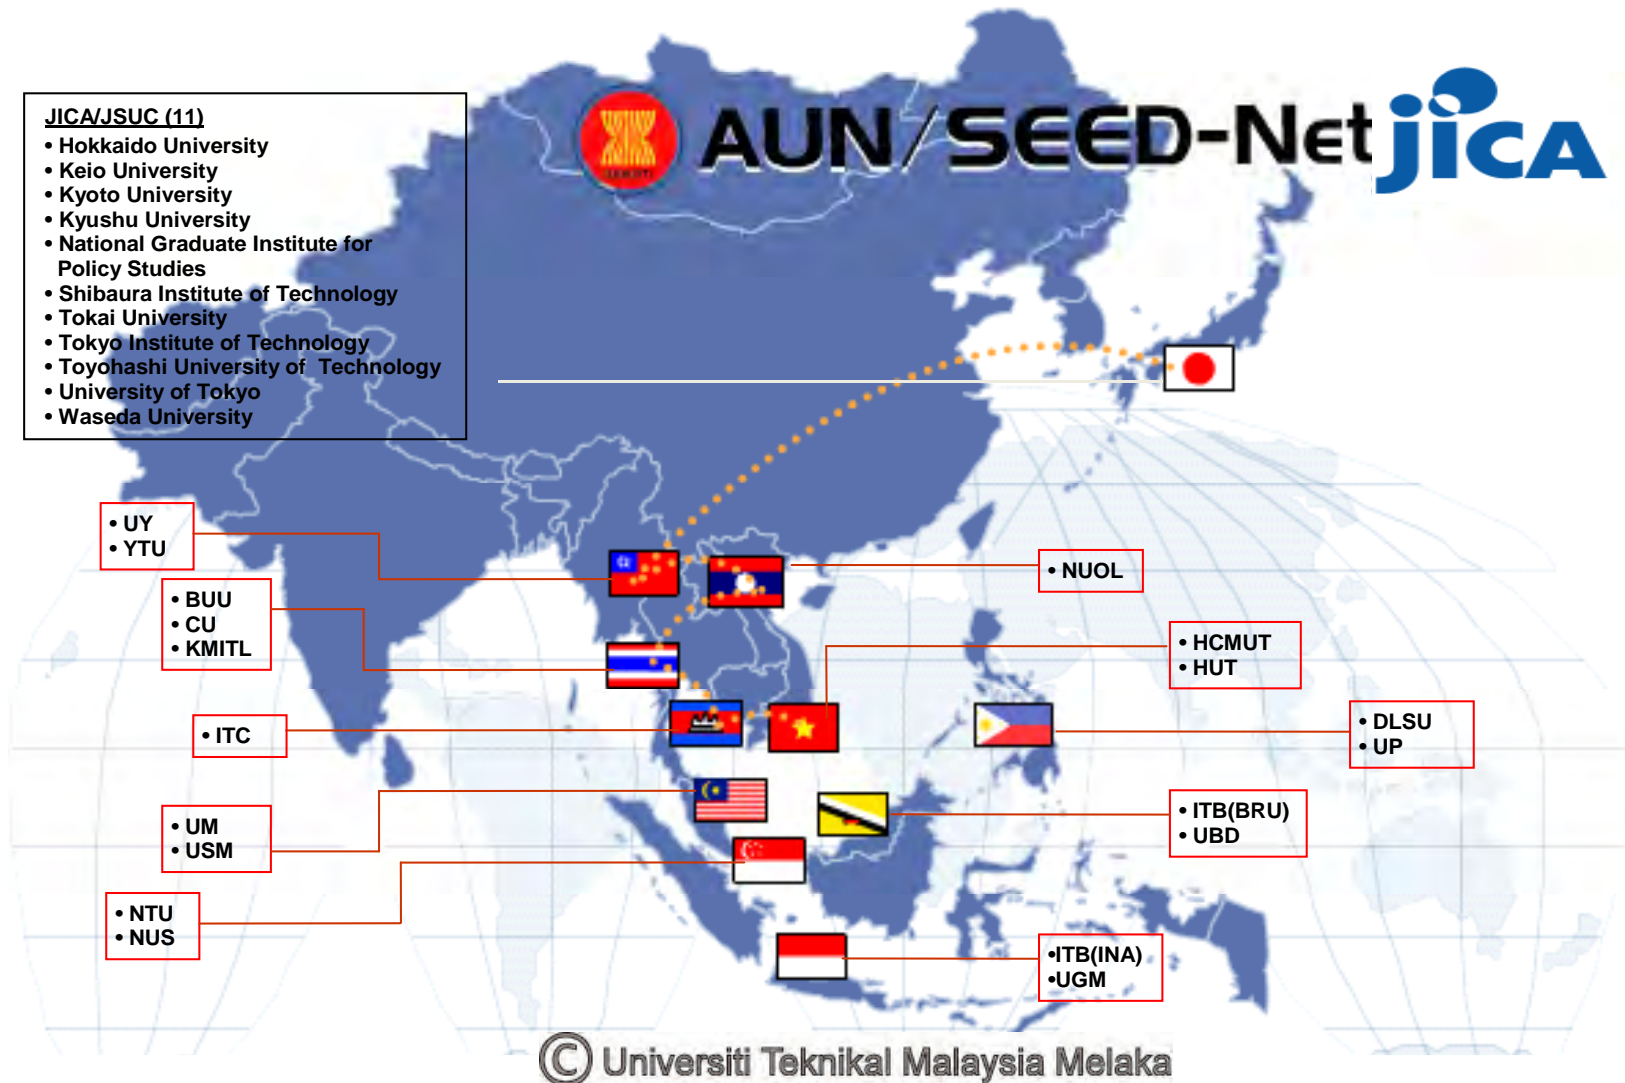 AUN/SEED-Net
jICA
JICA/JSUC (11)
• Hokkaido University
• Keio University
• Kyoto University
• Kyushu University
• National Graduate Institute for
Policy Studies
• Shibaura Institute of Technology
• Tokai University
• Tokyo Institute of Technology
• Toyohashi University of Technology
• University of Tokyo
• Waseda University
• UY
• YTU
• NUOL
• BUU
• CU
• KMITL
• HCMUT
• HUT
• ITC
• DLSU
• UP
• UM
• USM
• ITB(BRU)
• UBD
• NTU
• NUS
•ITB(INA)
•UGM
© Universiti Teknikal Malaysia Melaka